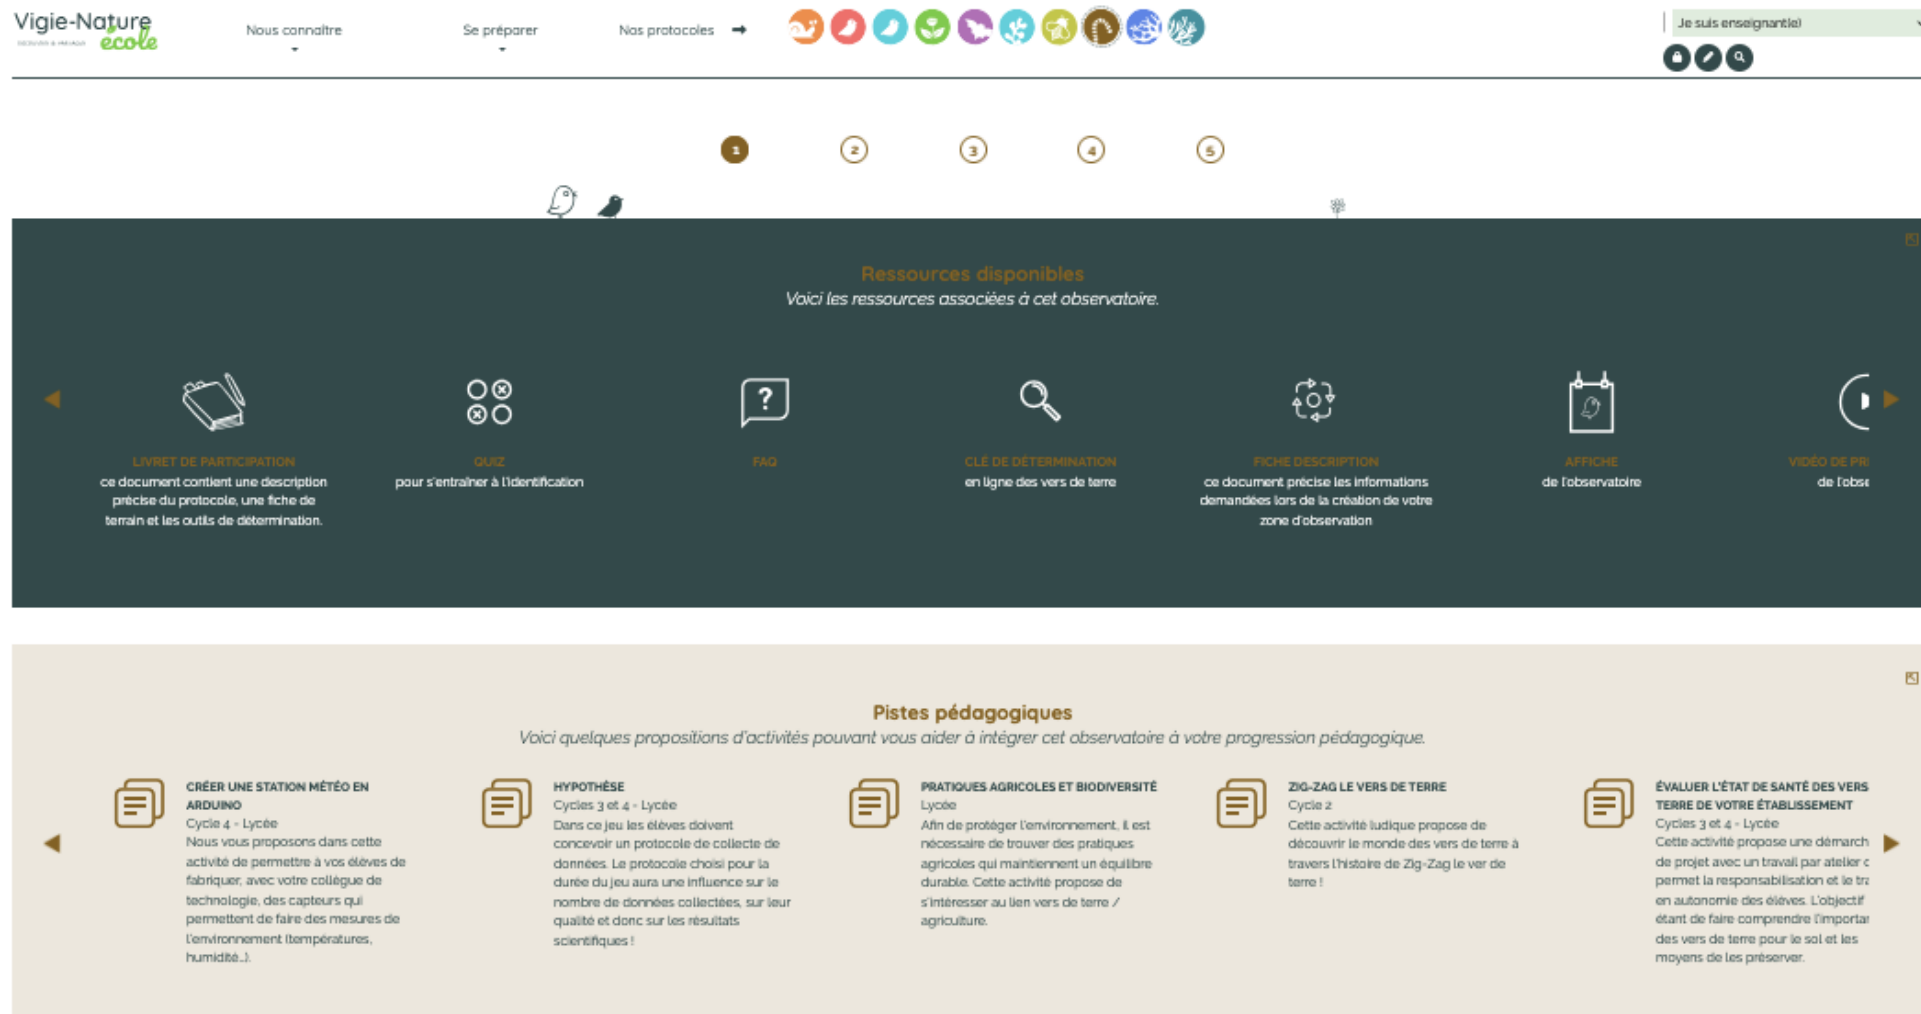 Vigie-Nature
école
Nous connaître
Se préparer
Nos protocoles
Je suis enseignant(e)
1
2
3
4
5
Ressources disponibles
Voici les ressources associées à cet observatoire.
LIVRET DE PARTICIPATION
ce document contient une description
précise du protocole, une fiche de
terrain et les outils de détermination.
QUIZ
pour s'entraîner à l'identification
?
FAQ
CLÉ DE DÉTERMINATION
en ligne des vers de terre
FICHE DESCRIPTION
ce document précise les informations
demandées lors de la création de votre
zone d'observation
AFFICHE
de l'observatoire
VIDÉO DE PR
de l'obse
Pistes pédagogiques
Voici quelques propositions d'activités pouvant vous aider à intégrer cet observatoire à votre progression pédagogique.
CRÉER UNE STATION MÉTÉO EN
ARDUINO
Cycle 4 - Lycée
Nous vous proposons dans cette
activité de permettre à vos élèves de
fabriquer, avec votre collègue de
technologie, des capteurs qui
permettent de faire des mesures de
l'environnement (températures,
humidité...).
HYPOTHÈSE
Cycles 3 et 4 - Lycée
Dans ce jeu les élèves doivent
concevoir un protocole de collecte de
données. Le protocole choisi pour la
durée du jeu aura une influence sur le
nombre de données collectées, sur leur
qualité et donc sur les résultats
scientifiques !
PRATIQUES AGRICOLES ET BIODIVERSITÉ
Lycée
Afin de protéger l'environnement, il est
nécessaire de trouver des pratiques
agricoles qui maintiennent un équilibre
durable. Cette activité propose de
s'intéresser au lien vers de terre /
agriculture.
ZIG-ZAG LE VERS DE TERRE
Cycle 2
Cette activité ludique propose de
découvrir le monde des vers de terre à
travers l'histoire de Zig-Zag le ver de
terre !
ÉVALUER L'ÉTAT DE SANTÉ DES VERS
TERRE DE VOTRE ÉTABLISSEMENT
Cycles 3 et 4 - Lycée
Cette activité propose une démarch
de projet avec un travail par atelier c
permet la responsabilisation et le tra
en autonomie des élèves. L'objectif
étant de faire comprendre l'importar
des vers de terre pour le sol et les
moyens de les préserver.